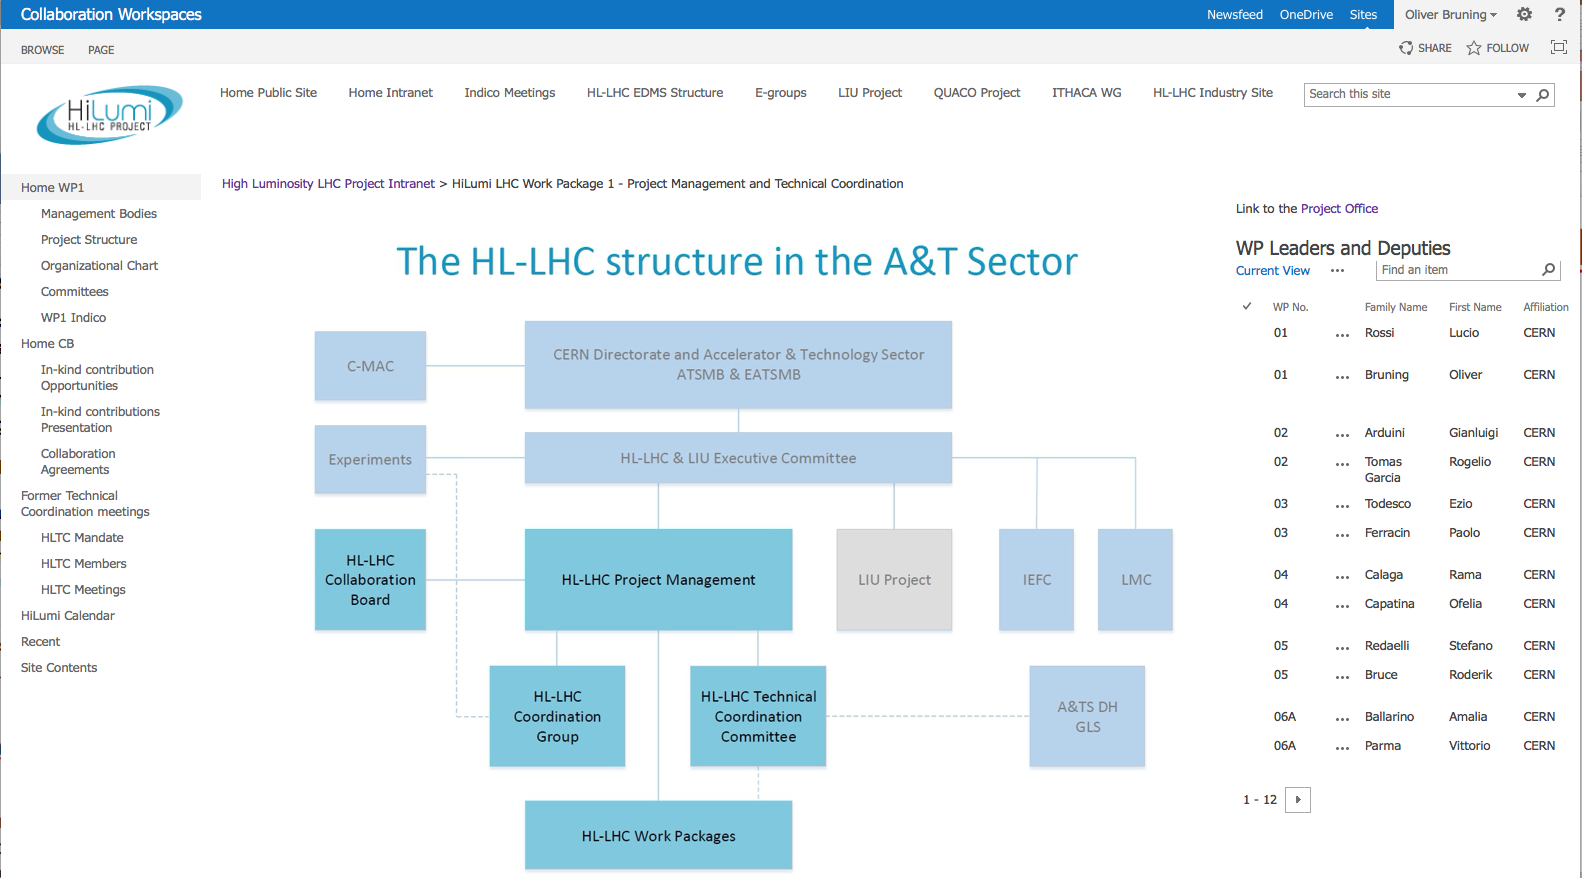 Collaboration Workspaces
Newsfeed OneDrive Sites Oliver Bruning ?
BROWSE PAGE
SHARE FOLLOW
HiLumi
HL-LHC PROJECT
Home Public Site Home Intranet Indico Meetings HL-LHC EDMS Structure E-groups LIU Project QUACO Project ITHACA WG HL-LHC Industry Site
Search this site
Home WP1
Management Bodies
Project Structure
Organizational Chart
Committees
WP1 Indico
Home CB
In-kind contribution
Opportunities
In-kind contributions
Presentation
Collaboration
Agreements
Former Technical
Coordination meetings
HLTC Mandate
HLTC Members
HLTC Meetings
HiLumi Calendar
Recent
Site Contents
High Luminosity LHC Project Intranet > HiLumi LHC Work Package 1 - Project Management and Technical Coordination
The HL-LHC structure in the A&T Sector
C-MAC
CERN Directorate and Accelerator & Technology Sector
ATSMB & EATSMB
Experiments
HL-LHC & LIU Executive Committee
HL-LHC
Collaboration
Board
HL-LHC Project Management
LIU Project
IEFC
LMC
HL-LHC
Coordination
Group
HL-LHC Technical
Coordination
Committee
A&TS DH
GLS
HL-LHC Work Packages
Link to the Project Office
WP Leaders and Deputies
Current View ... Find an item
WP No. Family Name First Name Affiliation
01 ... Rossi Lucio CERN
01 ... Bruning Oliver CERN
02 ... Arduini Gianluigi CERN
02 ... Tomas Rogelio CERN
Garcia
03 ... Todesco Ezio CERN
03 ... Ferracin Paolo CERN
04 ... Calaga Rama CERN
04 ... Capatina Ofelia CERN
05 ... Redaelli Stefano CERN
05 ... Bruce Roderik CERN
06A ... Ballarino Amalia CERN
06A ... Parma Vittorio CERN
1 - 12